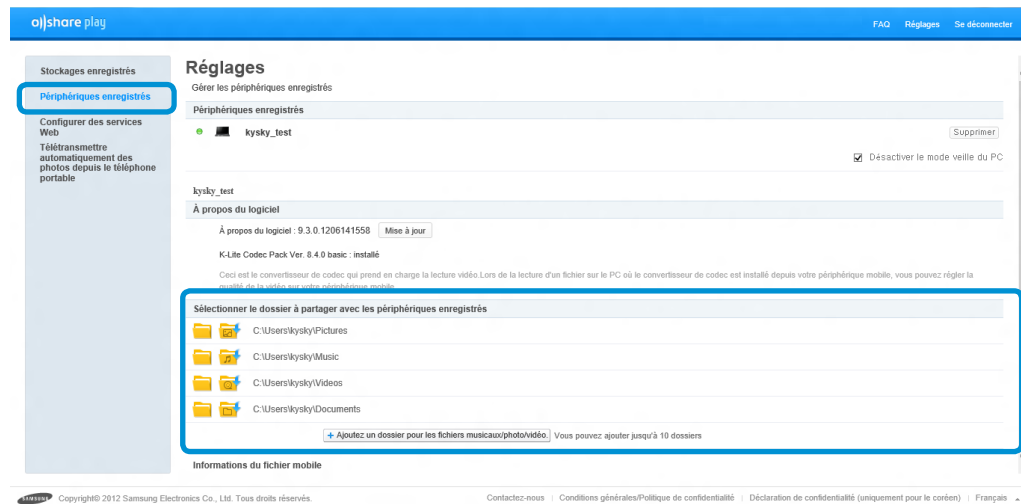 allshare play
FAQ Réglages Se déconnecter
Stockages enregistrés
Périphériques enregistrés
Configurer des services
Web
Télétransmettre
automatiquement des
photos depuis le téléphone
portable
Réglages
Gérer les périphériques enregistrés
Périphériques enregistrés
kysky_test
Supprimer
Désactiver le mode veille du PC
kysky_test
À propos du logiciel
À propos du logiciel : 9.3.0.1206141558 Mise à jour
K-Lite Codec Pack Ver. 8.4.0 basic : installé
Ceci est le convertisseur de codec qui prend en charge la lecture vidéo.Lors de la lecture d'un fichier sur le PC où le convertisseur de codec est installé depuis votre périphérique mobile, vous pouvez régler la
qualité de la vidéo sur votre périphérique mobile.
Sélectionner le dossier à partager avec les périphériques enregistrés
C:\Users\kysky\Pictures
C:\Users\kysky\Music
C:\Users\kysky\Videos
C:\Users\kysky\Documents
+ Ajoutez un dossier pour les fichiers musicaux/photo/vidéo. Vous pouvez ajouter jusqu'à 10 dossiers
Informations du fichier mobile
SAMSUNG Copyright© 2012 Samsung Electronics Co., Ltd. Tous droits réservés.
Contactez-nous | Conditions générales/Politique de confidentialité | Déclaration de confidentialité (uniquement pour le coréen) | Français